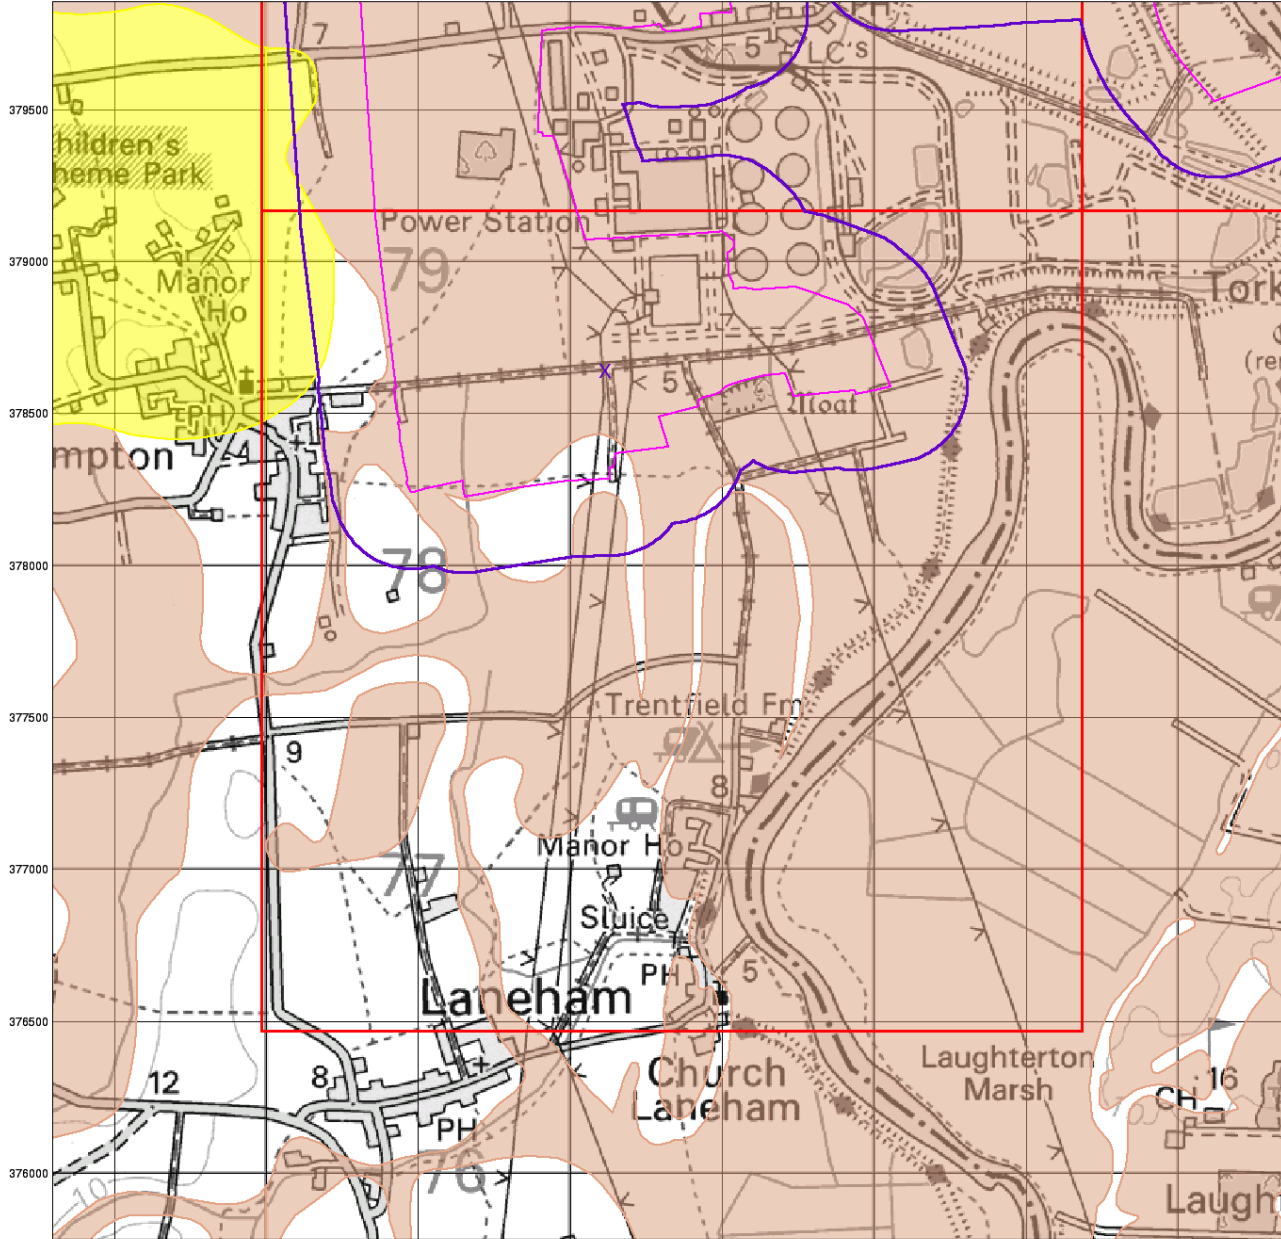 7
5
LC's
379500
hildren's
heme Park
Power Station
79
379000
Manor
Ho
Tork
5
378500
PH
Moat
mpton
78
378000
Trentfield Fm
377500
9
8
Manor Ho
377000
77
Sluice
PH
5
Laneham
376500
Laughterton
Marsh
12
8
Church
Laneham
16
CH
PH
376000
76
10
Laugh